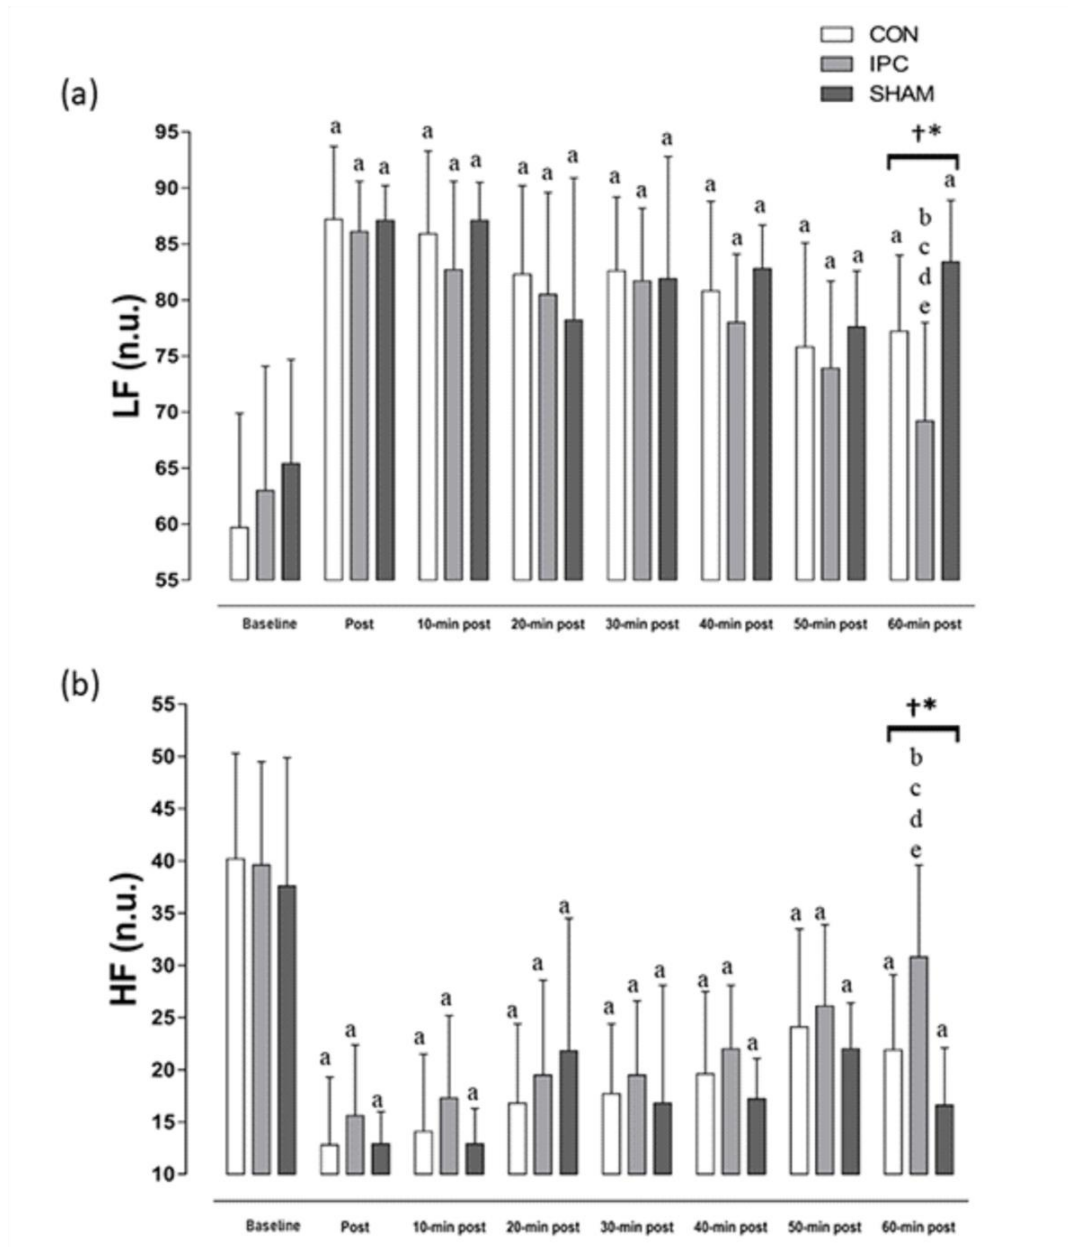 CON
IPC
SHAM
(a)
†*
95
90
85
80
75
70
65
60
55
LF (n.u.)
a a a
a a a
a a a
a a a
a a a
a a a
a
b
c
d
e
a
Baseline Post 10-min post 20-min post 30-min post 40-min post 50-min post 60-min post
(b)
†*
55
50
45
40
35
30
25
20
15
10
HF (n.u.)
a a a
a a a
a a a
a a a
a a a
a a a
a
b
c
d
e
a
Baseline Post 10-min post 20-min post 30-min post 40-min post 50-min post 60-min post